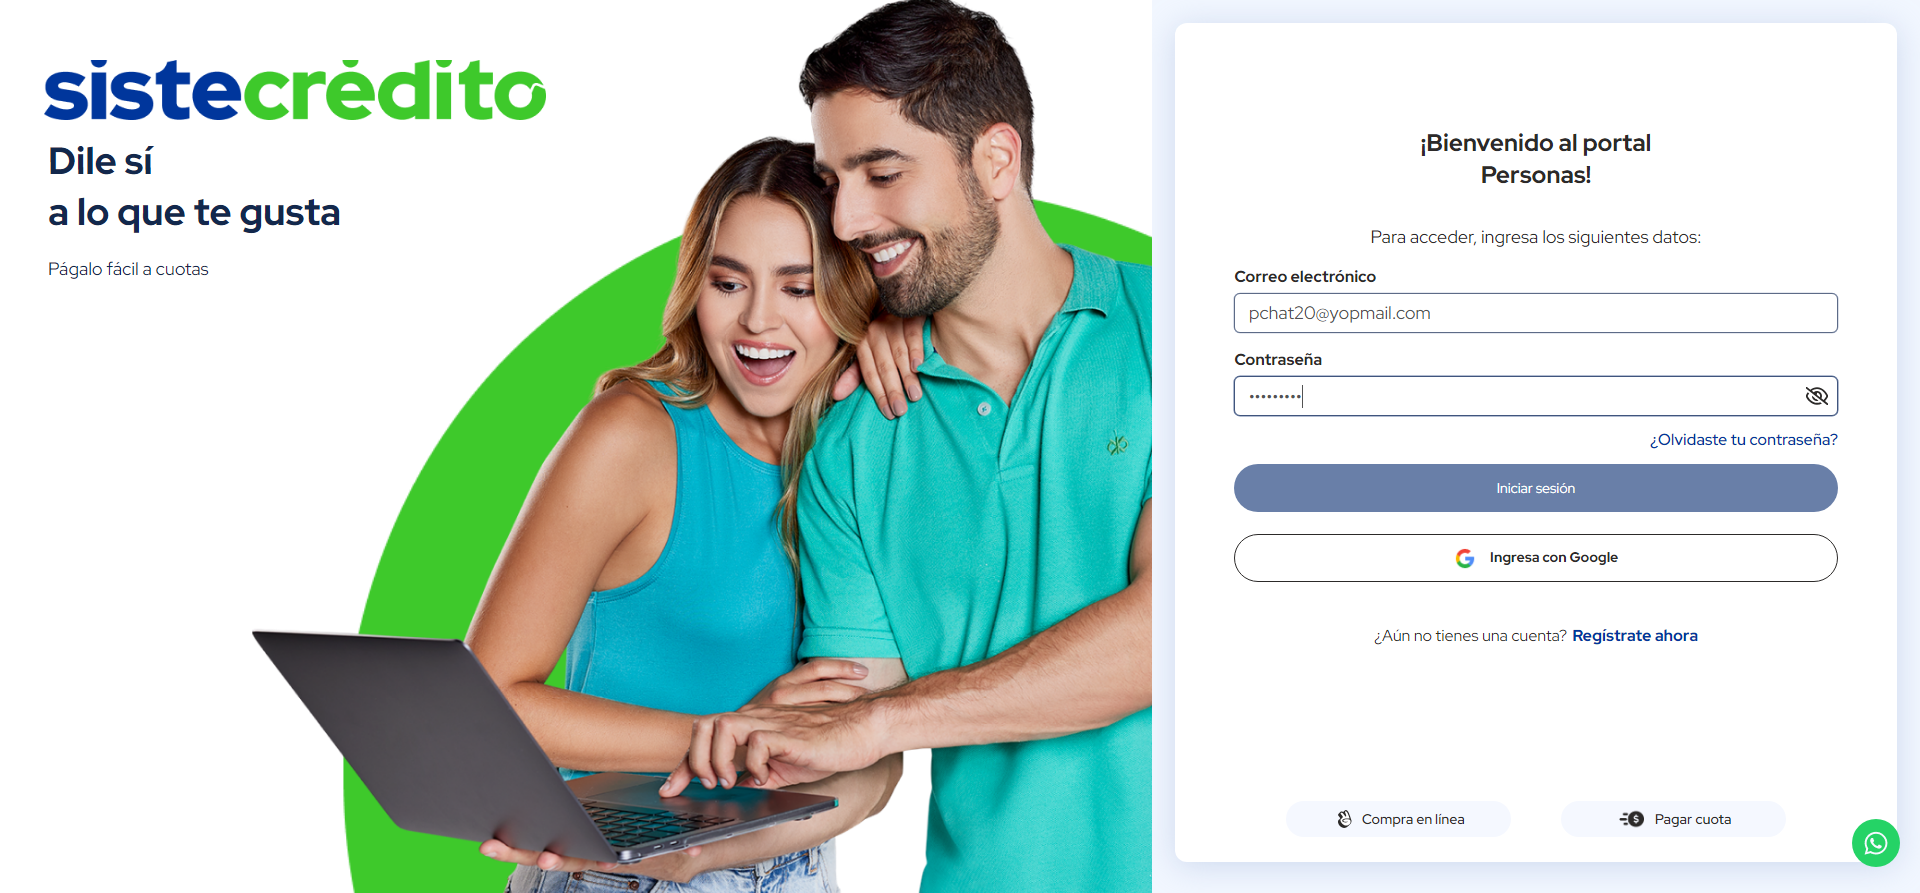 sistecrédito
Dile sí
a lo que te gusta
Págalo fácil a cuotas
¡Bienvenido al portal
Personas!
Para acceder, ingresa los siguientes datos:
Correo electrónico
pchat20@yopmail.com
Contraseña
•••••••••
¿Olvidaste tu contraseña?
Iniciar sesión
Ingresa con Google
¿Aún no tienes una cuenta? Regístrate ahora
Compra en línea
Pagar cuota